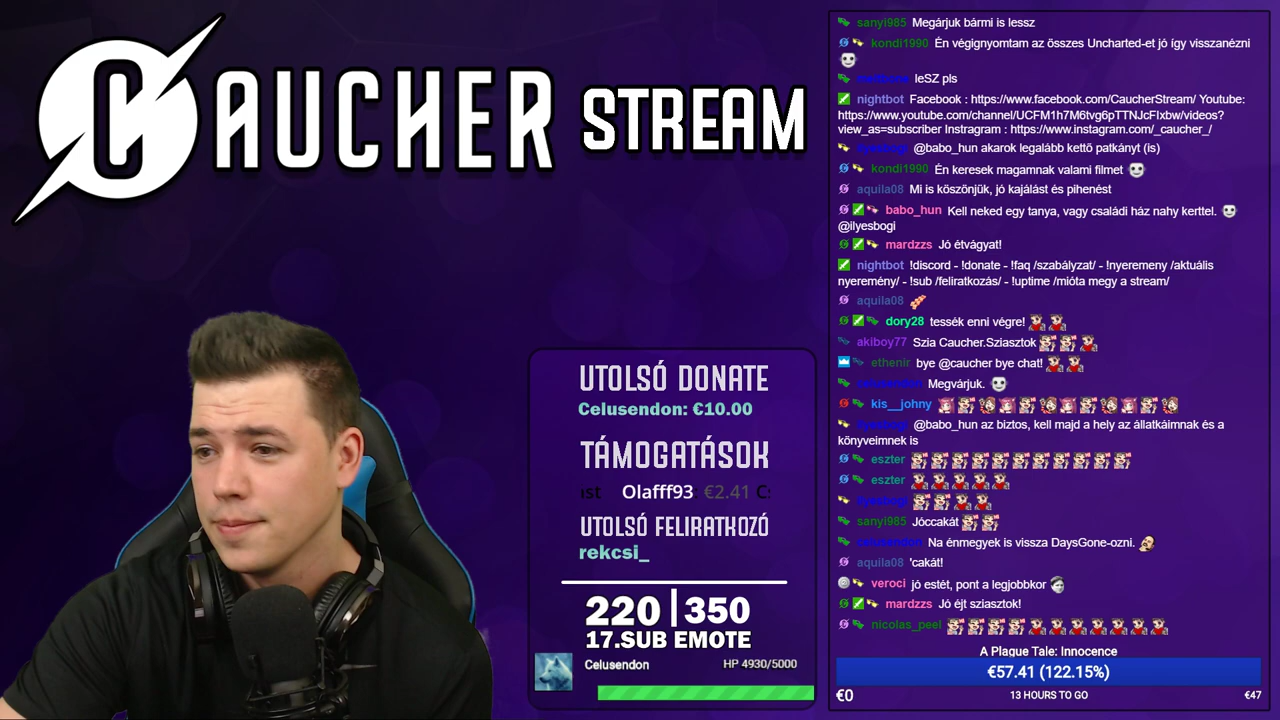 CAUCHER STREAM
UTOLSÓ DONATE
Celusendon: €10.00
TÁMOGATÁSOK
Olafff93 €2.41
UTOLSÓ FELIRATKOZÓ
rekcsi_
220 | 350
17.SUB EMOTE
Celusendon HP 4930/5000
sanyi985 Megárjuk bármi is lessz
kondi1990 Én végignyomtam az összes Uncharted-et jó így visszanézni
leSZ pls
nightbot Facebook : https://www.facebook.com/CaucherStream/ Youtube:
https://www.youtube.com/channel/UCFM1h7M6tvg6pTTNJcFIxbw/videos?
view_as=subscriber Instragram : https://www.instagram.com/_caucher_/
ilyesbogi @babo_hun akarok legalább kettő patkányt (is)
kondi1990 Én keresek magamnak valami filmet
aquila08 Mi is köszönjük, jó kajálást és pihenést
babo_hun Kell neked egy tanya, vagy családi ház nahy kerttel.
@ilyesbogi
mardzzs Jó étvágyat!
nightbot !discord - !donate - !faq /szabályzat/ - !nyeremeny /aktuális
nyeremény/ - !sub /feliratkozás/ - !uptime /mióta megy a stream/
aquila08
dory28 tessék enni végre!
akiboy77 Szia Caucher.Sziasztok
ethenir bye @caucher bye chat!
celusendon Megvárjuk.
kis__johny
ilyesbogi @babo_hun az biztos, kell majd a hely az állatkáimnak és a
könyveimnek is
eszter
eszter
ilyesbogi
sanyi985 Jóccakát
celusendon Na énmegyek is vissza DaysGone-ozni.
aquila08 'cakát!
veroci jó estét, pont a legjobbkor
mardzzs Jó éjt sziasztok!
nicolas_peel
A Plague Tale: Innocence
€57.41 (122.15%)
€0 13 HOURS TO GO €47